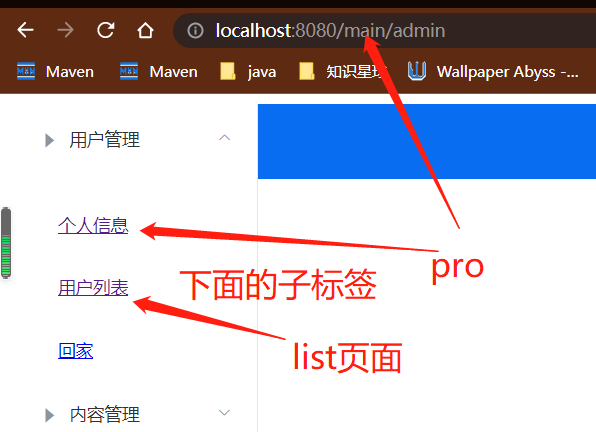 localhost:8080/main/admin
Maven Maven java 知识星球 Wallpaper Abyss -...
用户管理
个人信息
pro
用户列表
下面的子标签
回家
list页面
内容管理